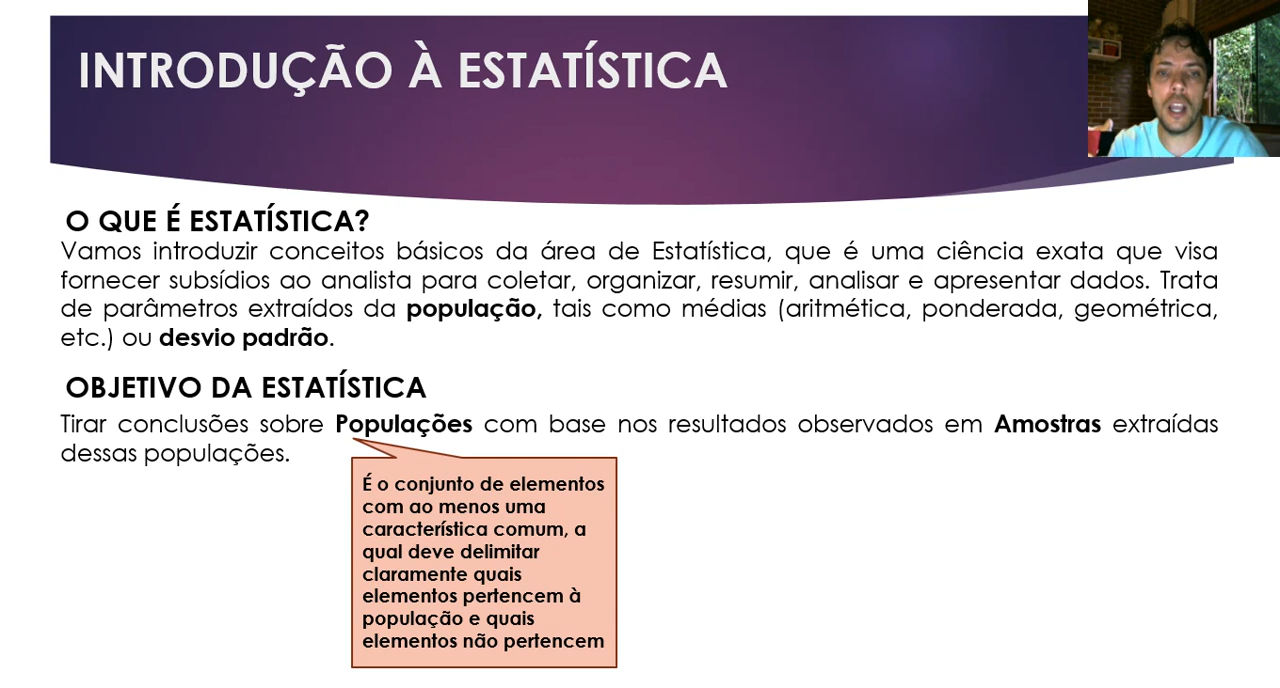 INTRODUÇÃO À ESTATÍSTICA
O QUE É ESTATÍSTICA?
Vamos introduzir conceitos básicos da área de Estatística, que é uma ciência exata que visa
fornecer subsídios ao analista para coletar, organizar, resumir, analisar e apresentar dados. Trata
de parâmetros extraídos da população, tais como médias (aritmética, ponderada, geométrica,
etc.) ou desvio padrão.
OBJETIVO DA ESTATÍSTICA
Tirar conclusões sobre Populações com base nos resultados observados em Amostras extraídas
dessas populações.
É o conjunto de elementos
com ao menos uma
característica comum, a
qual deve delimitar
claramente quais
elementos pertencem à
população e quais
elementos não pertencem